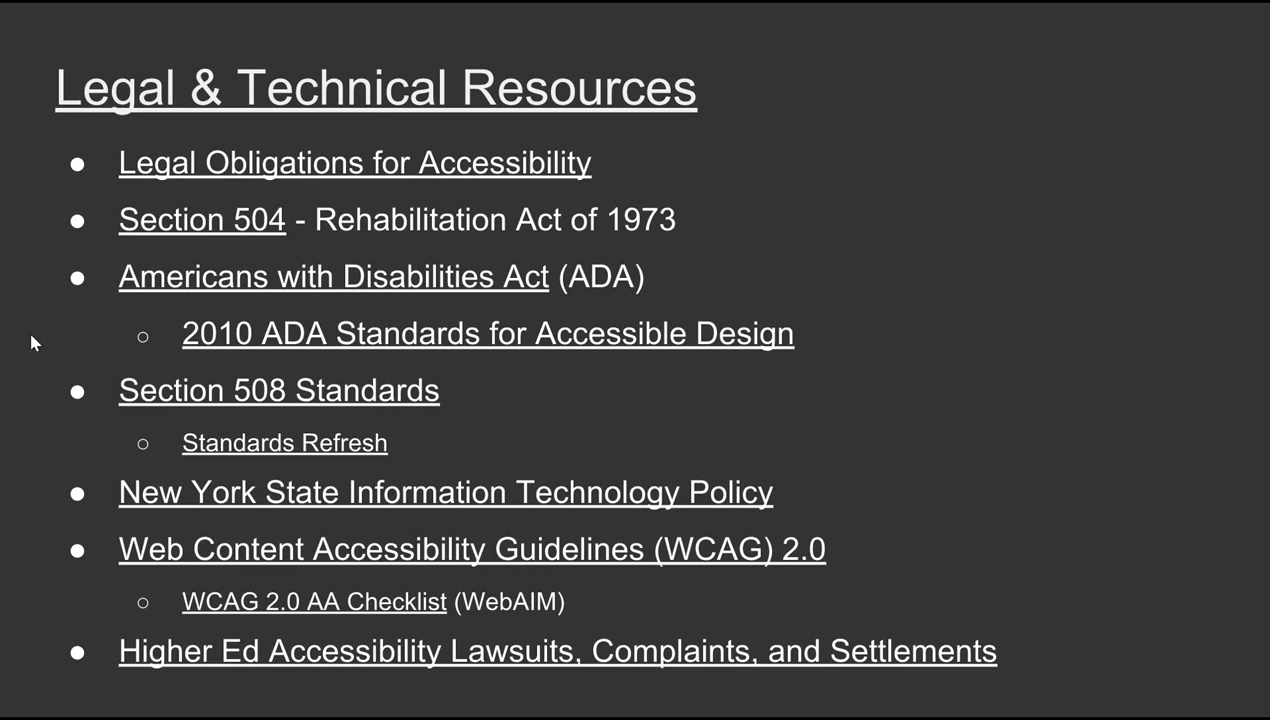 Legal & Technical Resources
● Legal Obligations for Accessibility
● Section 504 - Rehabilitation Act of 1973
● Americans with Disabilities Act (ADA)
○ 2010 ADA Standards for Accessible Design
● Section 508 Standards
○ Standards Refresh
● New York State Information Technology Policy
● Web Content Accessibility Guidelines (WCAG) 2.0
○ WCAG 2.0 AA Checklist (WebAIM)
● Higher Ed Accessibility Lawsuits, Complaints, and Settlements